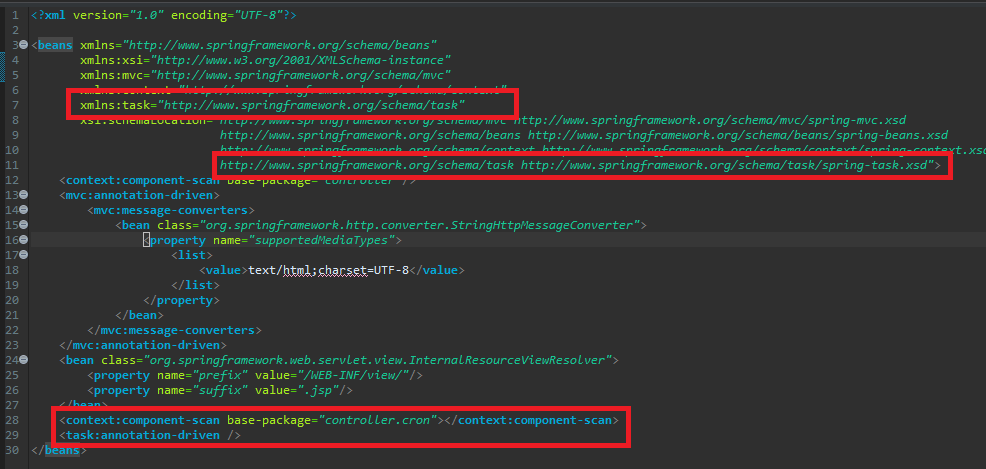 1 <?xml version="1.0" encoding="UTF-8"?>
2
3 <beans xmlns="http://www.springframework.org/schema/beans"
4 xmlns:xsi="http://www.w3.org/2001/XMLSchema-instance"
5 xmlns:mvc="http://www.springframework.org/schema/mvc"
6 xmlns:context="http://www.springframework.org/schema/context"
7 xmlns:task="http://www.springframework.org/schema/task"
8 xsi:schemaLocation="http://www.springframework.org/schema/mvc http://www.springframework.org/schema/mvc/spring-mvc.xsd
9 http://www.springframework.org/schema/beans http://www.springframework.org/schema/beans/spring-beans.xsd
10 http://www.springframework.org/schema/context http://www.springframework.org/schema/context/spring-context.xsd
11 http://www.springframework.org/schema/task http://www.springframework.org/schema/task/spring-task.xsd">
12 <context:component-scan base-package="controller"/>
13 <mvc:annotation-driven>
14 <mvc:message-converters>
15 <bean class="org.springframework.http.converter.StringHttpMessageConverter">
16 <property name="supportedMediaTypes">
17 <list>
18 <value>text/html;charset=UTF-8</value>
19 </list>
20 </property>
21 </bean>
22 </mvc:message-converters>
23 </mvc:annotation-driven>
24 <bean class="org.springframework.web.servlet.view.InternalResourceViewResolver">
25 <property name="prefix" value="/WEB-INF/view/"/>
26 <property name="suffix" value=".jsp"/>
27 </bean>
28 <context:component-scan base-package="controller.cron"></context:component-scan>
29 <task:annotation-driven />
30 </beans>